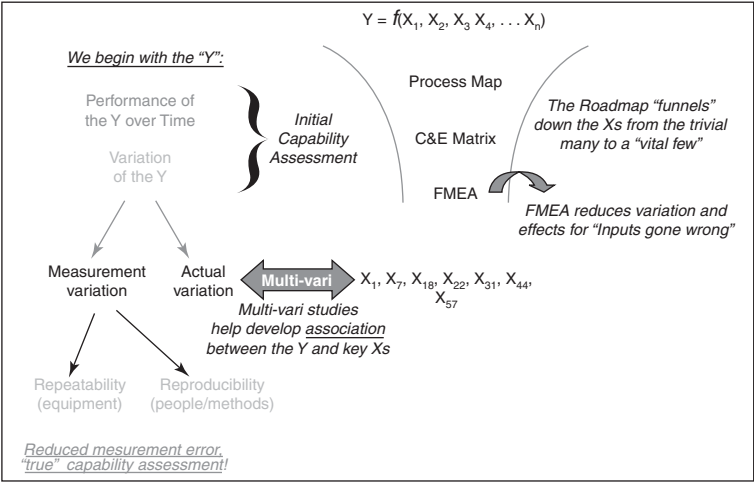 Y = f(X1, X2, X3 X4, . . . Xn)
We begin with the “Y”:
Performance of
the Y over Time
Variation
of the Y
Initial
Capability
Assessment
Process Map
C&E Matrix
FMEA
The Roadmap “funnels”
down the Xs from the trivial
many to a “vital few”
FMEA reduces variation and
effects for “Inputs gone wrong”
Measurement
variation
Actual
variation
Multi-vari
X1, X7, X18, X22, X31, X44,
X57
Multi-vari studies
help develop association
between the Y and key Xs
Repeatability
(equipment)
Reproducibility
(people/methods)
Reduced mesurement error,
“true” capability assessment!